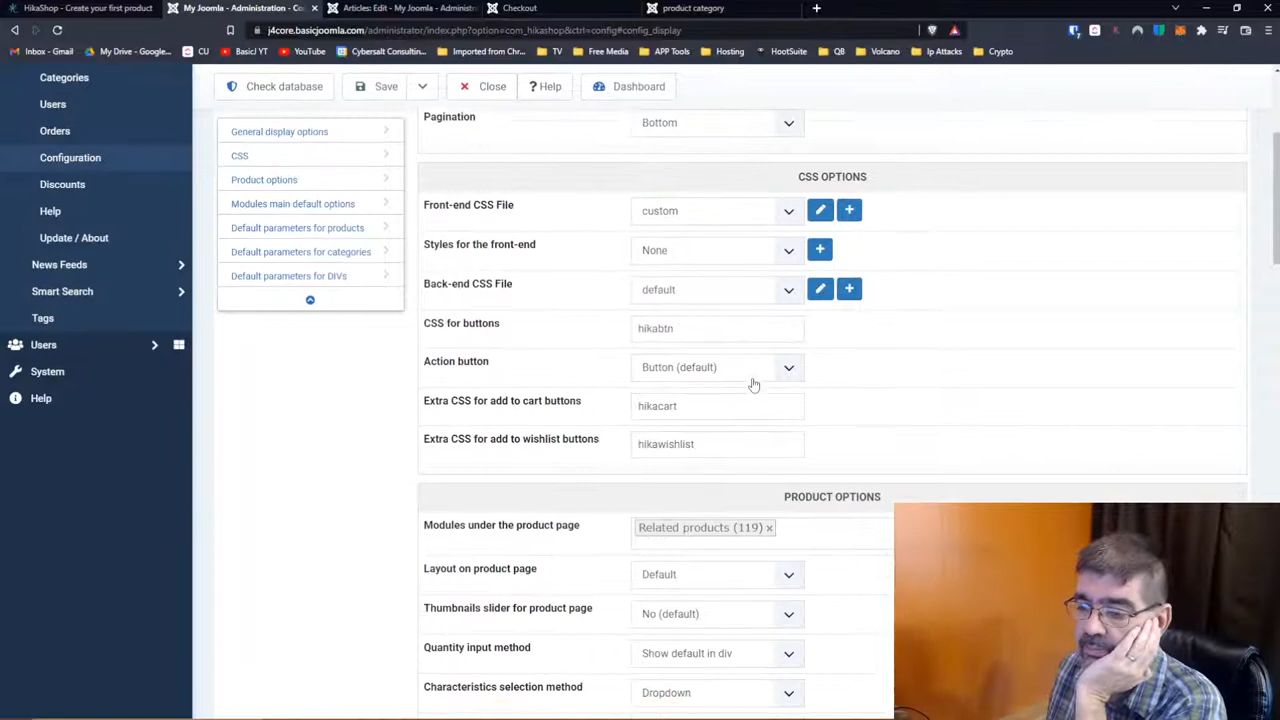 HikaShop - Create your first product
My Joomla - Administration - Co
Articles: Edit - My Joomla - Administr
Checkout
product category
j4core.basicjoomla.com/administrator/index.php?option=com_hikashop&ctrl=config#config_display
Inbox - Gmail
My Drive - Google...
CU
BasicJ YT
YouTube
Cybersalt Consulting...
Imported from Chr...
TV
Free Media
APP Tools
Hosting
HootSuite
QB
Volcano
Ip Attacks
Crypto
Categories
Users
Orders
Configuration
Discounts
Help
Update / About
News Feeds
Smart Search
Tags
Users
System
Help
Check database
Save
Close
? Help
Dashboard
General display options
CSS
Product options
Modules main default options
Default parameters for products
Default parameters for categories
Default parameters for DIVs
Pagination
Bottom
CSS OPTIONS
Front-end CSS File
custom
Styles for the front-end
None
Back-end CSS File
default
CSS for buttons
hikabtn
Action button
Button (default)
Extra CSS for add to cart buttons
hikacart
Extra CSS for add to wishlist buttons
hikawishlist
PRODUCT OPTIONS
Modules under the product page
Related products (119) ×
Layout on product page
Default
Thumbnails slider for product page
No (default)
Quantity input method
Show default in div
Characteristics selection method
Dropdown